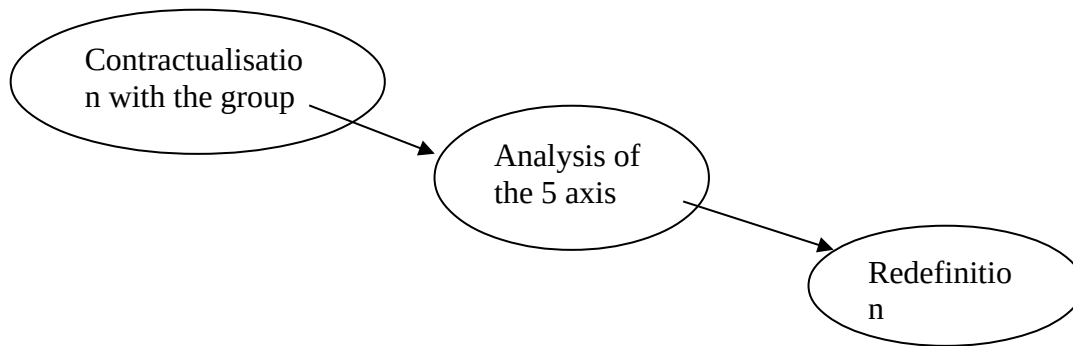 Contractualisatio
n with the group
Analysis of
the 5 axis
Redefinitio
n